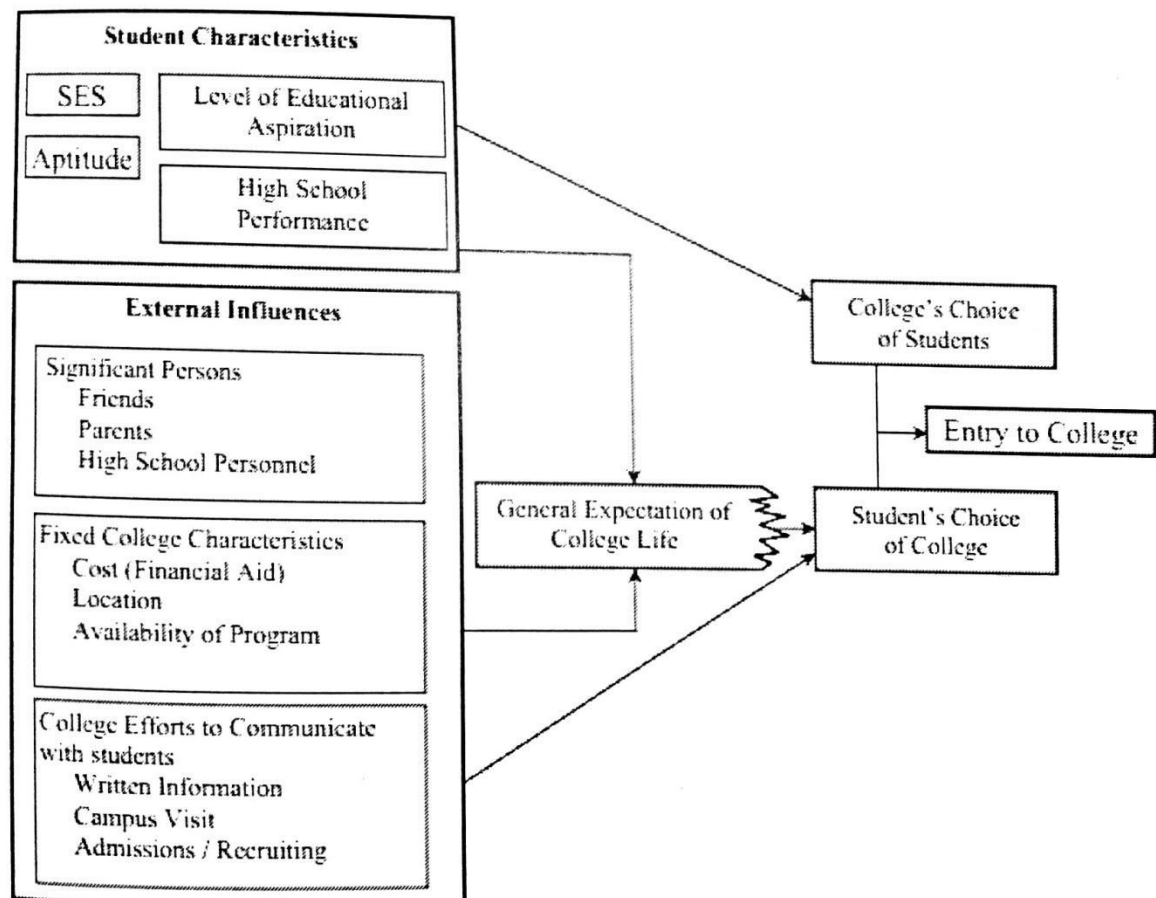 Student Characteristics
SES
Aptitude
Level of Educational
Aspiration
High School
Performance
External Influences
Significant Persons
Friends
Parents
High School Personnel
Fixed College Characteristics
Cost (Financial Aid)
Location
Availability of Program
College Efforts to Communicate
with students
Written Information
Campus Visit
Admissions / Recruiting
General Expectation of
College Life
College's Choice
of Students
Entry to College
Student's Choice
of College